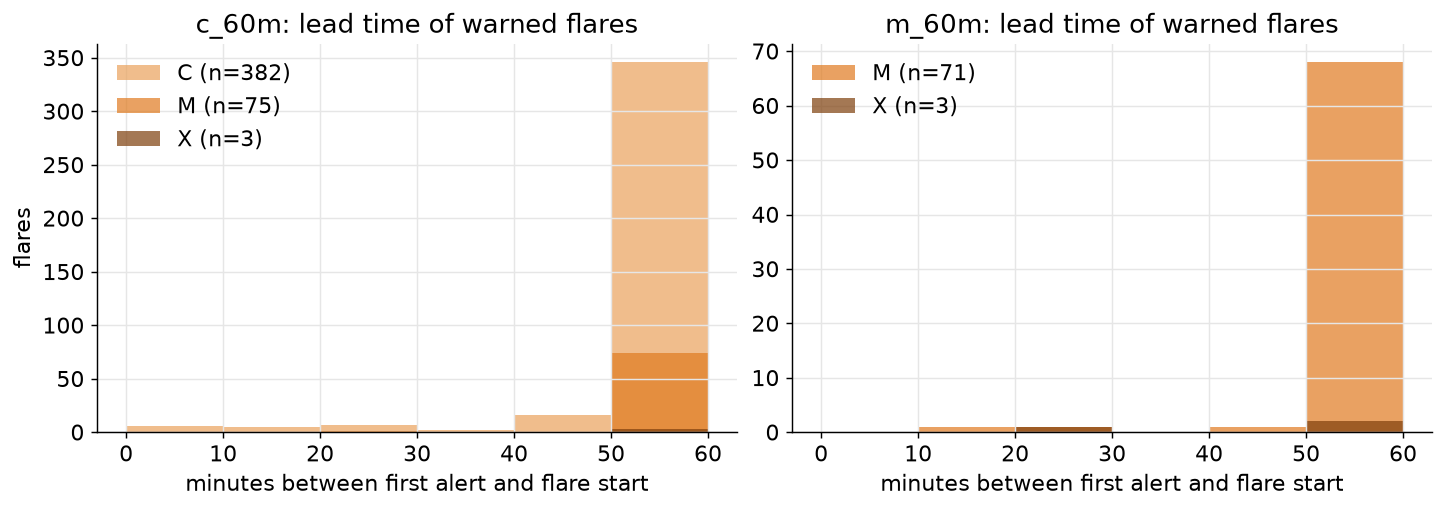 c_60m: lead time of warned flares
350
300
250
200
150
100
50
0
flares
C (n=382)
M (n=75)
X (n=3)
0 10 20 30 40 50 60
minutes between first alert and flare start
m_60m: lead time of warned flares
70
60
50
40
30
20
10
0
M (n=71)
X (n=3)
0 10 20 30 40 50 60
minutes between first alert and flare start